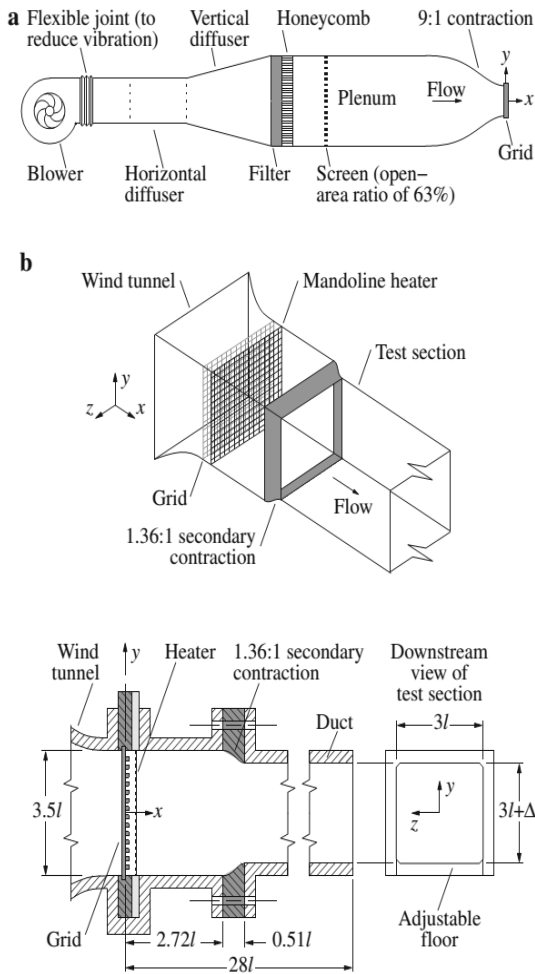 a Flexible joint (to
reduce vibration)
Vertical
diffuser
Honeycomb
9:1 contraction
y
x
Flow
Plenum
Grid
Blower
Horizontal
diffuser
Filter
Screen (open–
area ratio of 63%)
b
Wind tunnel
Mandoline heater
Test section
y
z
x
Grid
Flow
1.36:1 secondary
contraction
Wind
tunnel
y
Heater
1.36:1 secondary
contraction
Downstream
view of
test section
Duct
3l
3.5l
x
y
z
3l+Δ
Grid
2.72l
0.51l
28l
Adjustable
floor